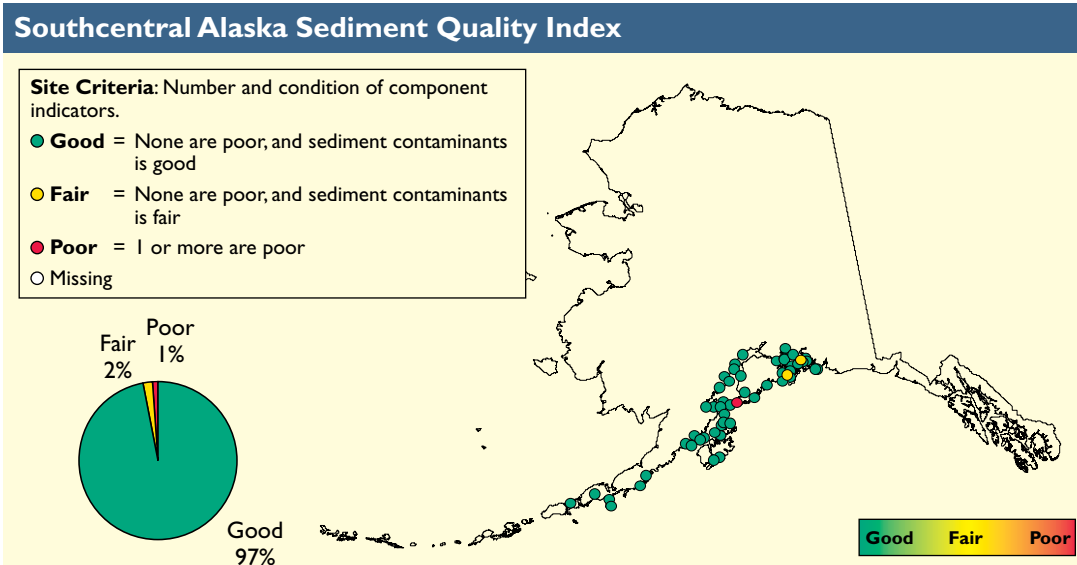 Southcentral Alaska Sediment Quality Index
Site Criteria: Number and condition of component
indicators.
Good = None are poor, and sediment contaminants
is good
Fair = None are poor, and sediment contaminants
is fair
Poor = 1 or more are poor
Missing
Poor
1%
Fair
2%
Good
97%
Good Fair Poor